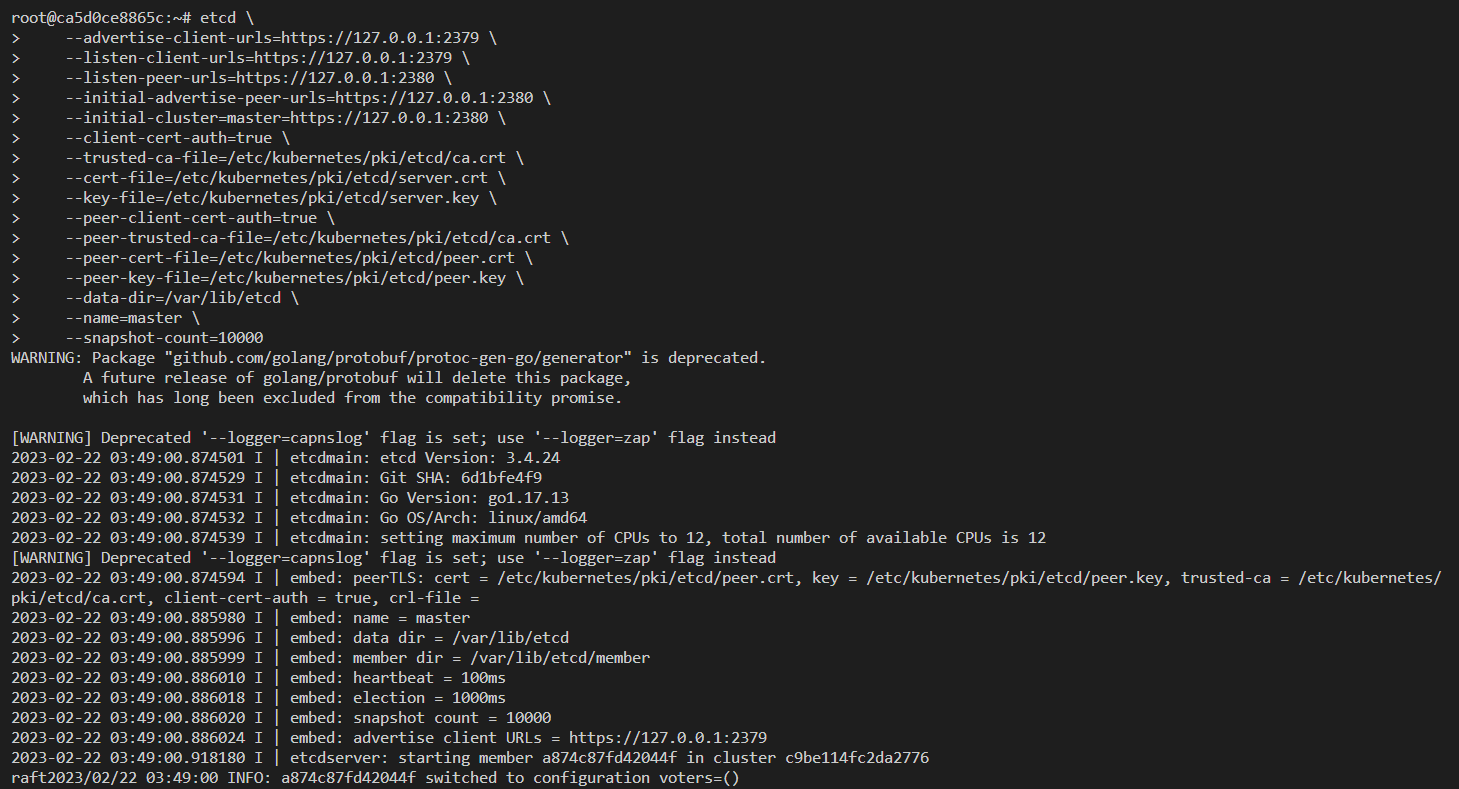 root@ca5d0ce8865c:~# etcd \
>     --advertise-client-urls=https://127.0.0.1:2379 \
>     --listen-client-urls=https://127.0.0.1:2379 \
>     --listen-peer-urls=https://127.0.0.1:2380 \
>     --initial-advertise-peer-urls=https://127.0.0.1:2380 \
>     --initial-cluster=master=https://127.0.0.1:2380 \
>     --client-cert-auth=true \
>     --trusted-ca-file=/etc/kubernetes/pki/etcd/ca.crt \
>     --cert-file=/etc/kubernetes/pki/etcd/server.crt \
>     --key-file=/etc/kubernetes/pki/etcd/server.key \
>     --peer-client-cert-auth=true \
>     --peer-trusted-ca-file=/etc/kubernetes/pki/etcd/ca.crt \
>     --peer-cert-file=/etc/kubernetes/pki/etcd/peer.crt \
>     --peer-key-file=/etc/kubernetes/pki/etcd/peer.key \
>     --data-dir=/var/lib/etcd \
>     --name=master \
>     --snapshot-count=10000
WARNING: Package "github.com/golang/protobuf/protoc-gen-go/generator" is deprecated.
        A future release of golang/protobuf will delete this package,
        which has long been excluded from the compatibility promise.

[WARNING] Deprecated '--logger=capnslog' flag is set; use '--logger=zap' flag instead
2023-02-22 03:49:00.874501 I | etcdmain: etcd Version: 3.4.24
2023-02-22 03:49:00.874529 I | etcdmain: Git SHA: 6d1bfe4f9
2023-02-22 03:49:00.874531 I | etcdmain: Go Version: go1.17.13
2023-02-22 03:49:00.874532 I | etcdmain: Go OS/Arch: linux/amd64
2023-02-22 03:49:00.874539 I | etcdmain: setting maximum number of CPUs to 12, total number of available CPUs is 12
[WARNING] Deprecated '--logger=capnslog' flag is set; use '--logger=zap' flag instead
2023-02-22 03:49:00.874594 I | embed: peerTLS: cert = /etc/kubernetes/pki/etcd/peer.crt, key = /etc/kubernetes/pki/etcd/peer.key, trusted-ca = /etc/kubernetes/
pki/etcd/ca.crt, client-cert-auth = true, crl-file =
2023-02-22 03:49:00.885980 I | embed: name = master
2023-02-22 03:49:00.885996 I | embed: data dir = /var/lib/etcd
2023-02-22 03:49:00.885999 I | embed: member dir = /var/lib/etcd/member
2023-02-22 03:49:00.886010 I | embed: heartbeat = 100ms
2023-02-22 03:49:00.886018 I | embed: election = 1000ms
2023-02-22 03:49:00.886020 I | embed: snapshot count = 10000
2023-02-22 03:49:00.886024 I | embed: advertise client URLs = https://127.0.0.1:2379
2023-02-22 03:49:00.918180 I | etcdserver: starting member a874c87fd42044f in cluster c9be114fc2da2776
raft2023/02/22 03:49:00 INFO: a874c87fd42044f switched to configuration voters=()